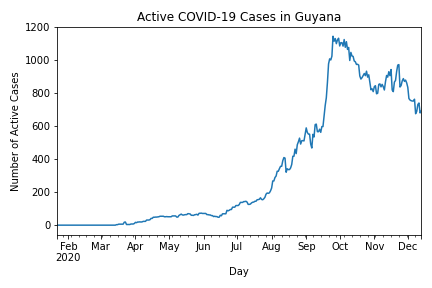 Active COVID-19 Cases in Guyana
Number of Active Cases
1200
1000
800
600
400
200
0
Feb Mar Apr May Jun Jul Aug Sep Oct Nov Dec
2020
Day